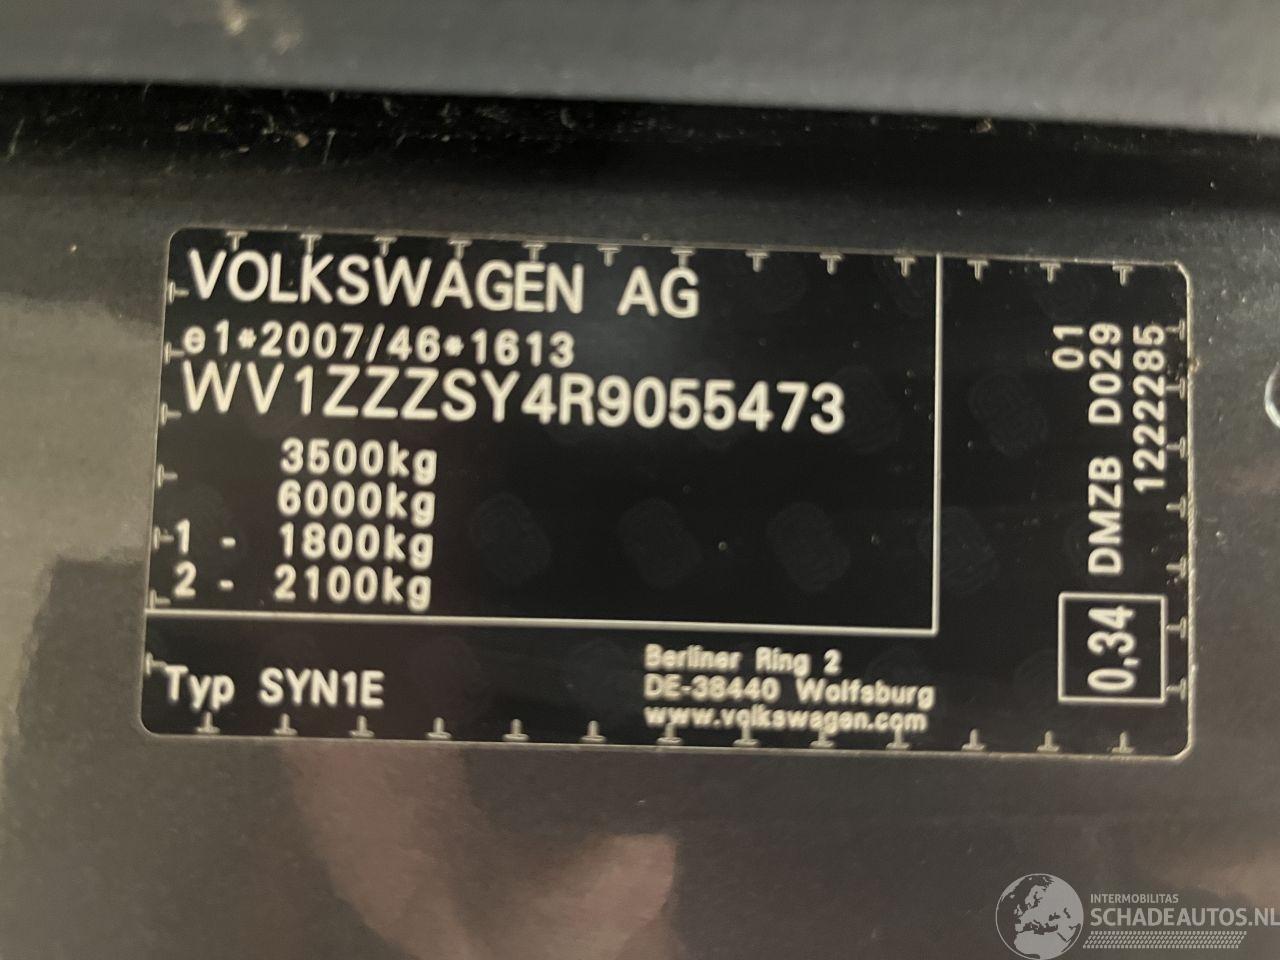 VOLKSWAGEN AG
e1*2007/46*1613
WV1ZZZSY4R9055473
3500kg
6000kg
1 - 1800kg
2 - 2100kg
Typ SYN1E
Berliner Ring 2
DE-38440 Wolfsburg
www.volkswagen.com
01
DMZB D029
122285
0,34
INTERMOBILITAS
SCHADEAUTOS.NL